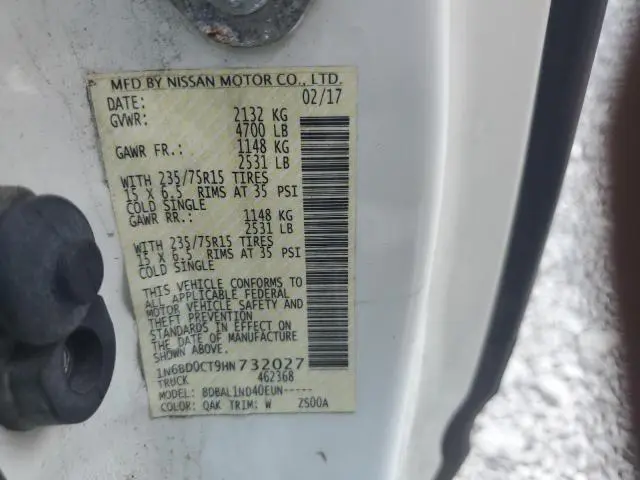 MFD BY NISSAN MOTOR CO., LTD.
DATE: 02/17
GVWR: 2132 KG
4700 LB
GAWR FR.: 1148 KG
2531 LB
WITH 235/75R15 TIRES
15 X 6.5 RIMS AT 35 PSI
COLD SINGLE
GAWR RR.: 1148 KG
2531 LB
WITH 235/75R15 TIRES
15 X 6.5 RIMS AT 35 PSI
COLD SINGLE
THIS VEHICLE CONFORMS TO
ALL APPLICABLE FEDERAL
MOTOR VEHICLE SAFETY AND
THEFT PREVENTION
STANDARDS IN EFFECT ON
THE DATE OF MANUFACTURE
SHOWN ABOVE.
1N6BD0CT9HN732027
TRUCK 462368
MODEL: BDBAL1ND40EUN-----
COLOR: QAK TRIM: W ZS00A